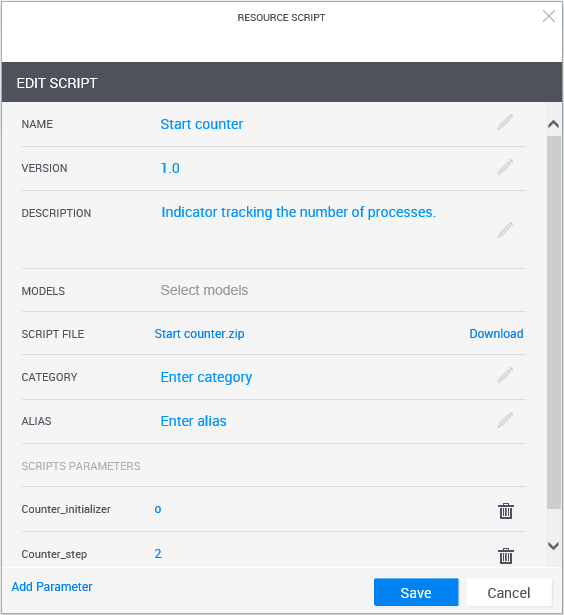 RESOURCE SCRIPT
EDIT SCRIPT
NAME Start counter
VERSION 1.0
DESCRIPTION Indicator tracking the number of processes.
MODELS Select models
SCRIPT FILE Start counter.zip Download
CATEGORY Enter category
ALIAS Enter alias
SCRIPTS PARAMETERS
Counter_initializer o
Counter_step 2
Add Parameter Save Cancel